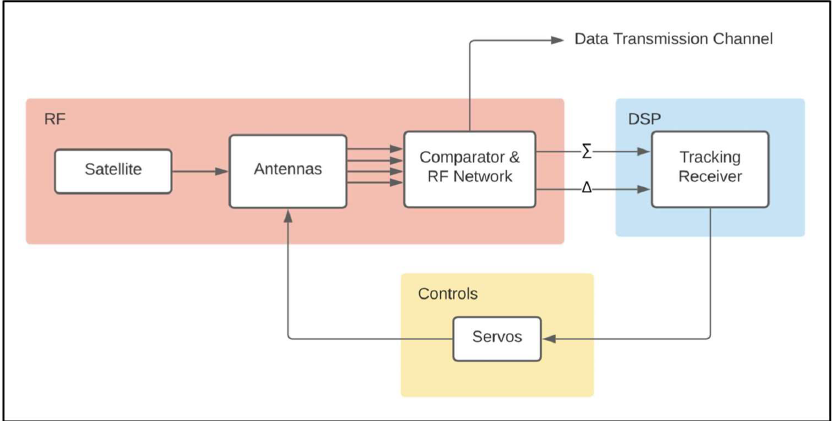 Data Transmission Channel
RF
DSP
Satellite
Antennas
Comparator &
RF Network
∑
Δ
Tracking
Receiver
Controls
Servos